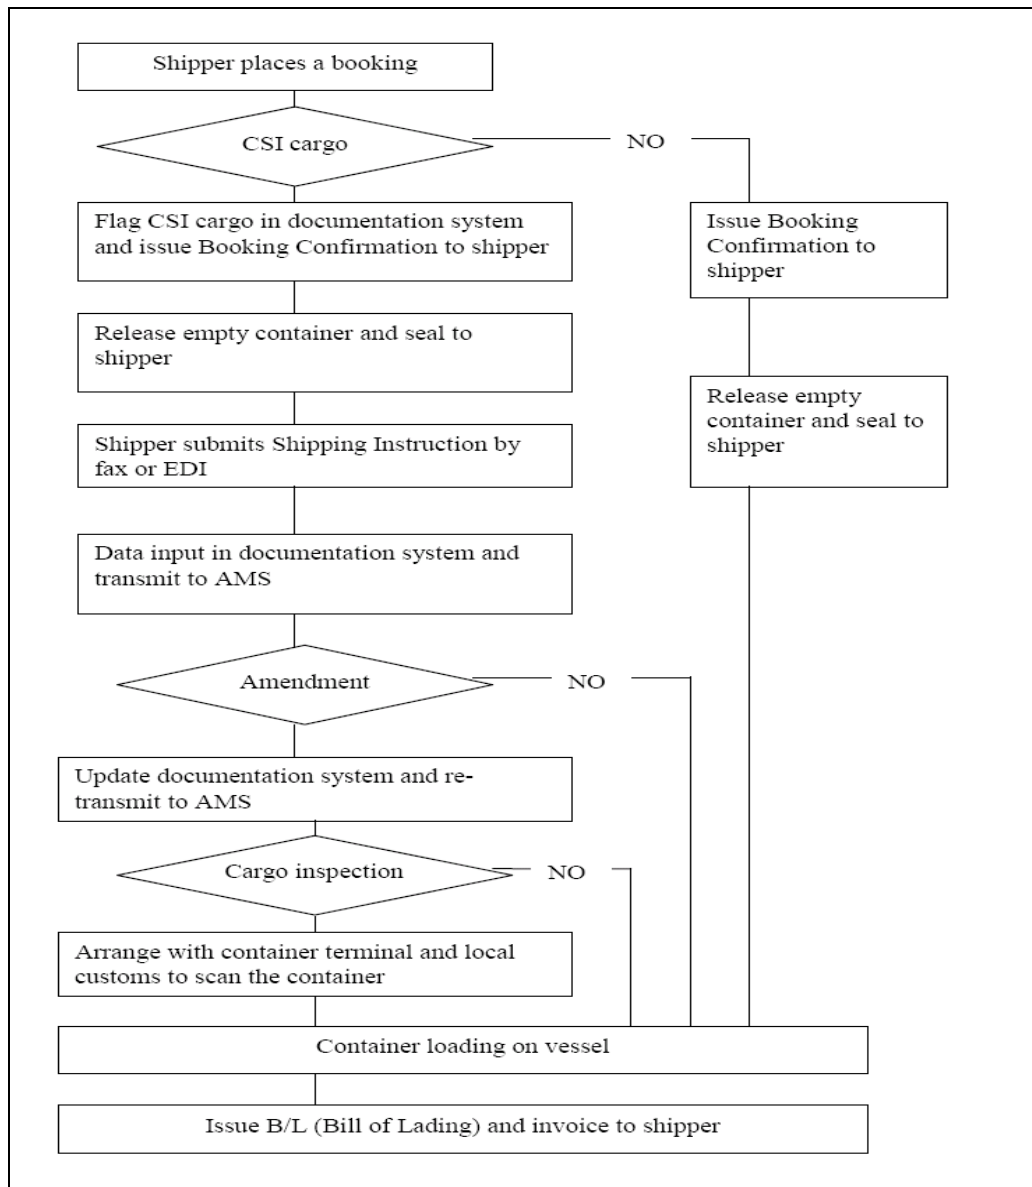 Shipper places a booking
CSI cargo
NO
Flag CSI cargo in documentation system
and issue Booking Confirmation to shipper
Issue Booking
Confirmation to
shipper
Release empty container and seal to
shipper
Release empty
container and seal to
shipper
Shipper submits Shipping Instruction by
fax or EDI
Data input in documentation system and
transmit to AMS
Amendment
NO
Update documentation system and re-
transmit to AMS
Cargo inspection
NO
Arrange with container terminal and local
customs to scan the container
Container loading on vessel
Issue B/L (Bill of Lading) and invoice to shipper